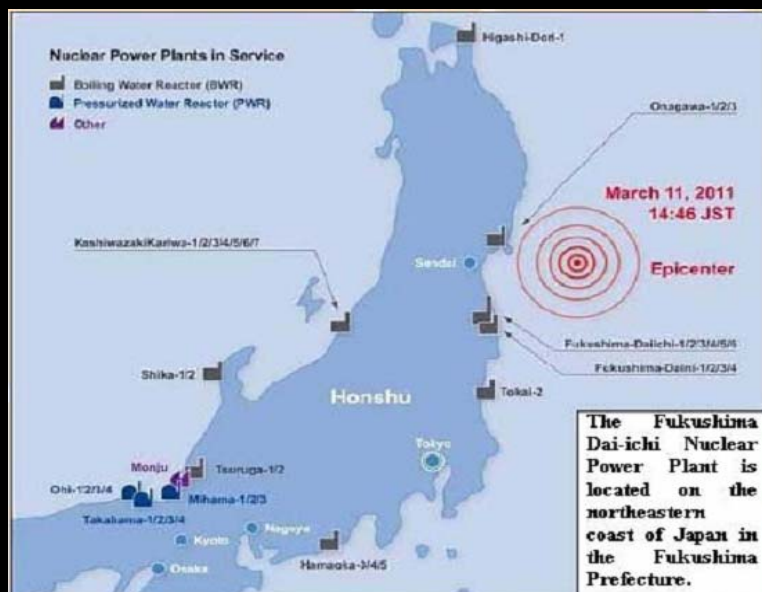 Nuclear Power Plants in Service
Boiling Water Reactor (BWR)
Pressurized Water Reactor (PWR)
Other
Higashi-Dori-1
Onagawa-1/2/3
March 11, 2011
14:46 JST
Epicenter
Kashiwazaki Kariwa-1/2/3/4/5/6/7
Sendai
Fukushima-Daiichi-1/2/3/4/5/6
Fukushima-Daini-1/2/3/4
Shika-1/2
Honshu
Tokai-2
Tokyo
Monju
Tsuruga-1/2
Ohi-1/2/3/4
Mihama-1/2/3
Takahama-1/2/3/4
Nagoya
Kyoto
Hamaoka-3/4/5
Osaka
The Fukushima
Dai-ichi Nuclear
Power Plant is
located on the
northeastern
coast of Japan in
the Fukushima
Prefecture.